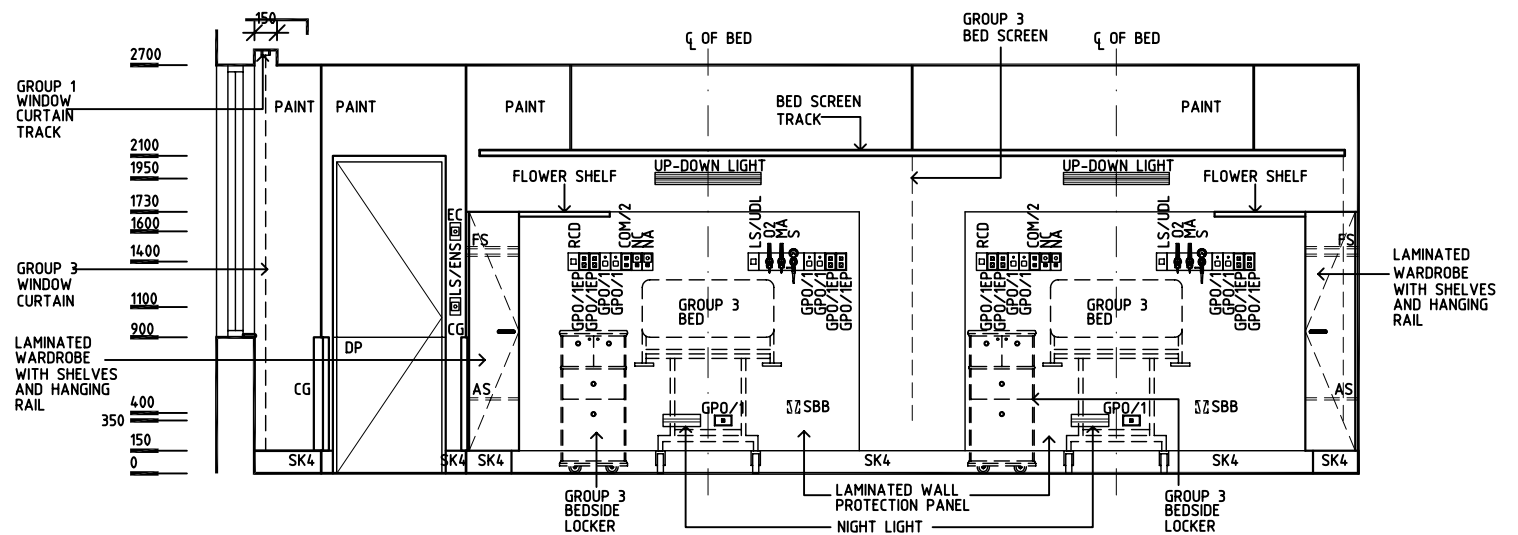 150
GROUP 3
BED SCREEN
℄ OF BED
℄ OF BED
2700
GROUP 1
WINDOW
CURTAIN
TRACK
PAINT
PAINT
PAINT
BED SCREEN
TRACK
PAINT
2100
1950
UP-DOWN LIGHT
UP-DOWN LIGHT
FLOWER SHELF
FLOWER SHELF
1730
1600
1400
EC
LS/ENS
CG
FS
RCD
COM/2
NC
NA
LS/UDL
O2
MA
S
RCD
COM/2
NC
NA
LS/UDL
O2
MA
S
FS
GROUP 3
WINDOW
CURTAIN
LAMINATED
WARDROBE
WITH SHELVES
AND HANGING
RAIL
GPO/1EP
GPO/1EP
GPO/1
GPO/1
GROUP 3
BED
GPO/1
GPO/1
GPO/1EP
GPO/1EP
GPO/1EP
GPO/1EP
GPO/1
GPO/1
GROUP 3
BED
GPO/1
GPO/1
GPO/1EP
GPO/1EP
1100
900
LAMINATED
WARDROBE
WITH SHELVES
AND HANGING
RAIL
DP
CG
AS
AS
400
350
GPO/1
SBB
GPO/1
SBB
150
0
SK4
SK4
SK4
SK4
SK4
SK4
GROUP 3
BEDSIDE
LOCKER
LAMINATED WALL
PROTECTION PANEL
NIGHT LIGHT
GROUP 3
BEDSIDE
LOCKER